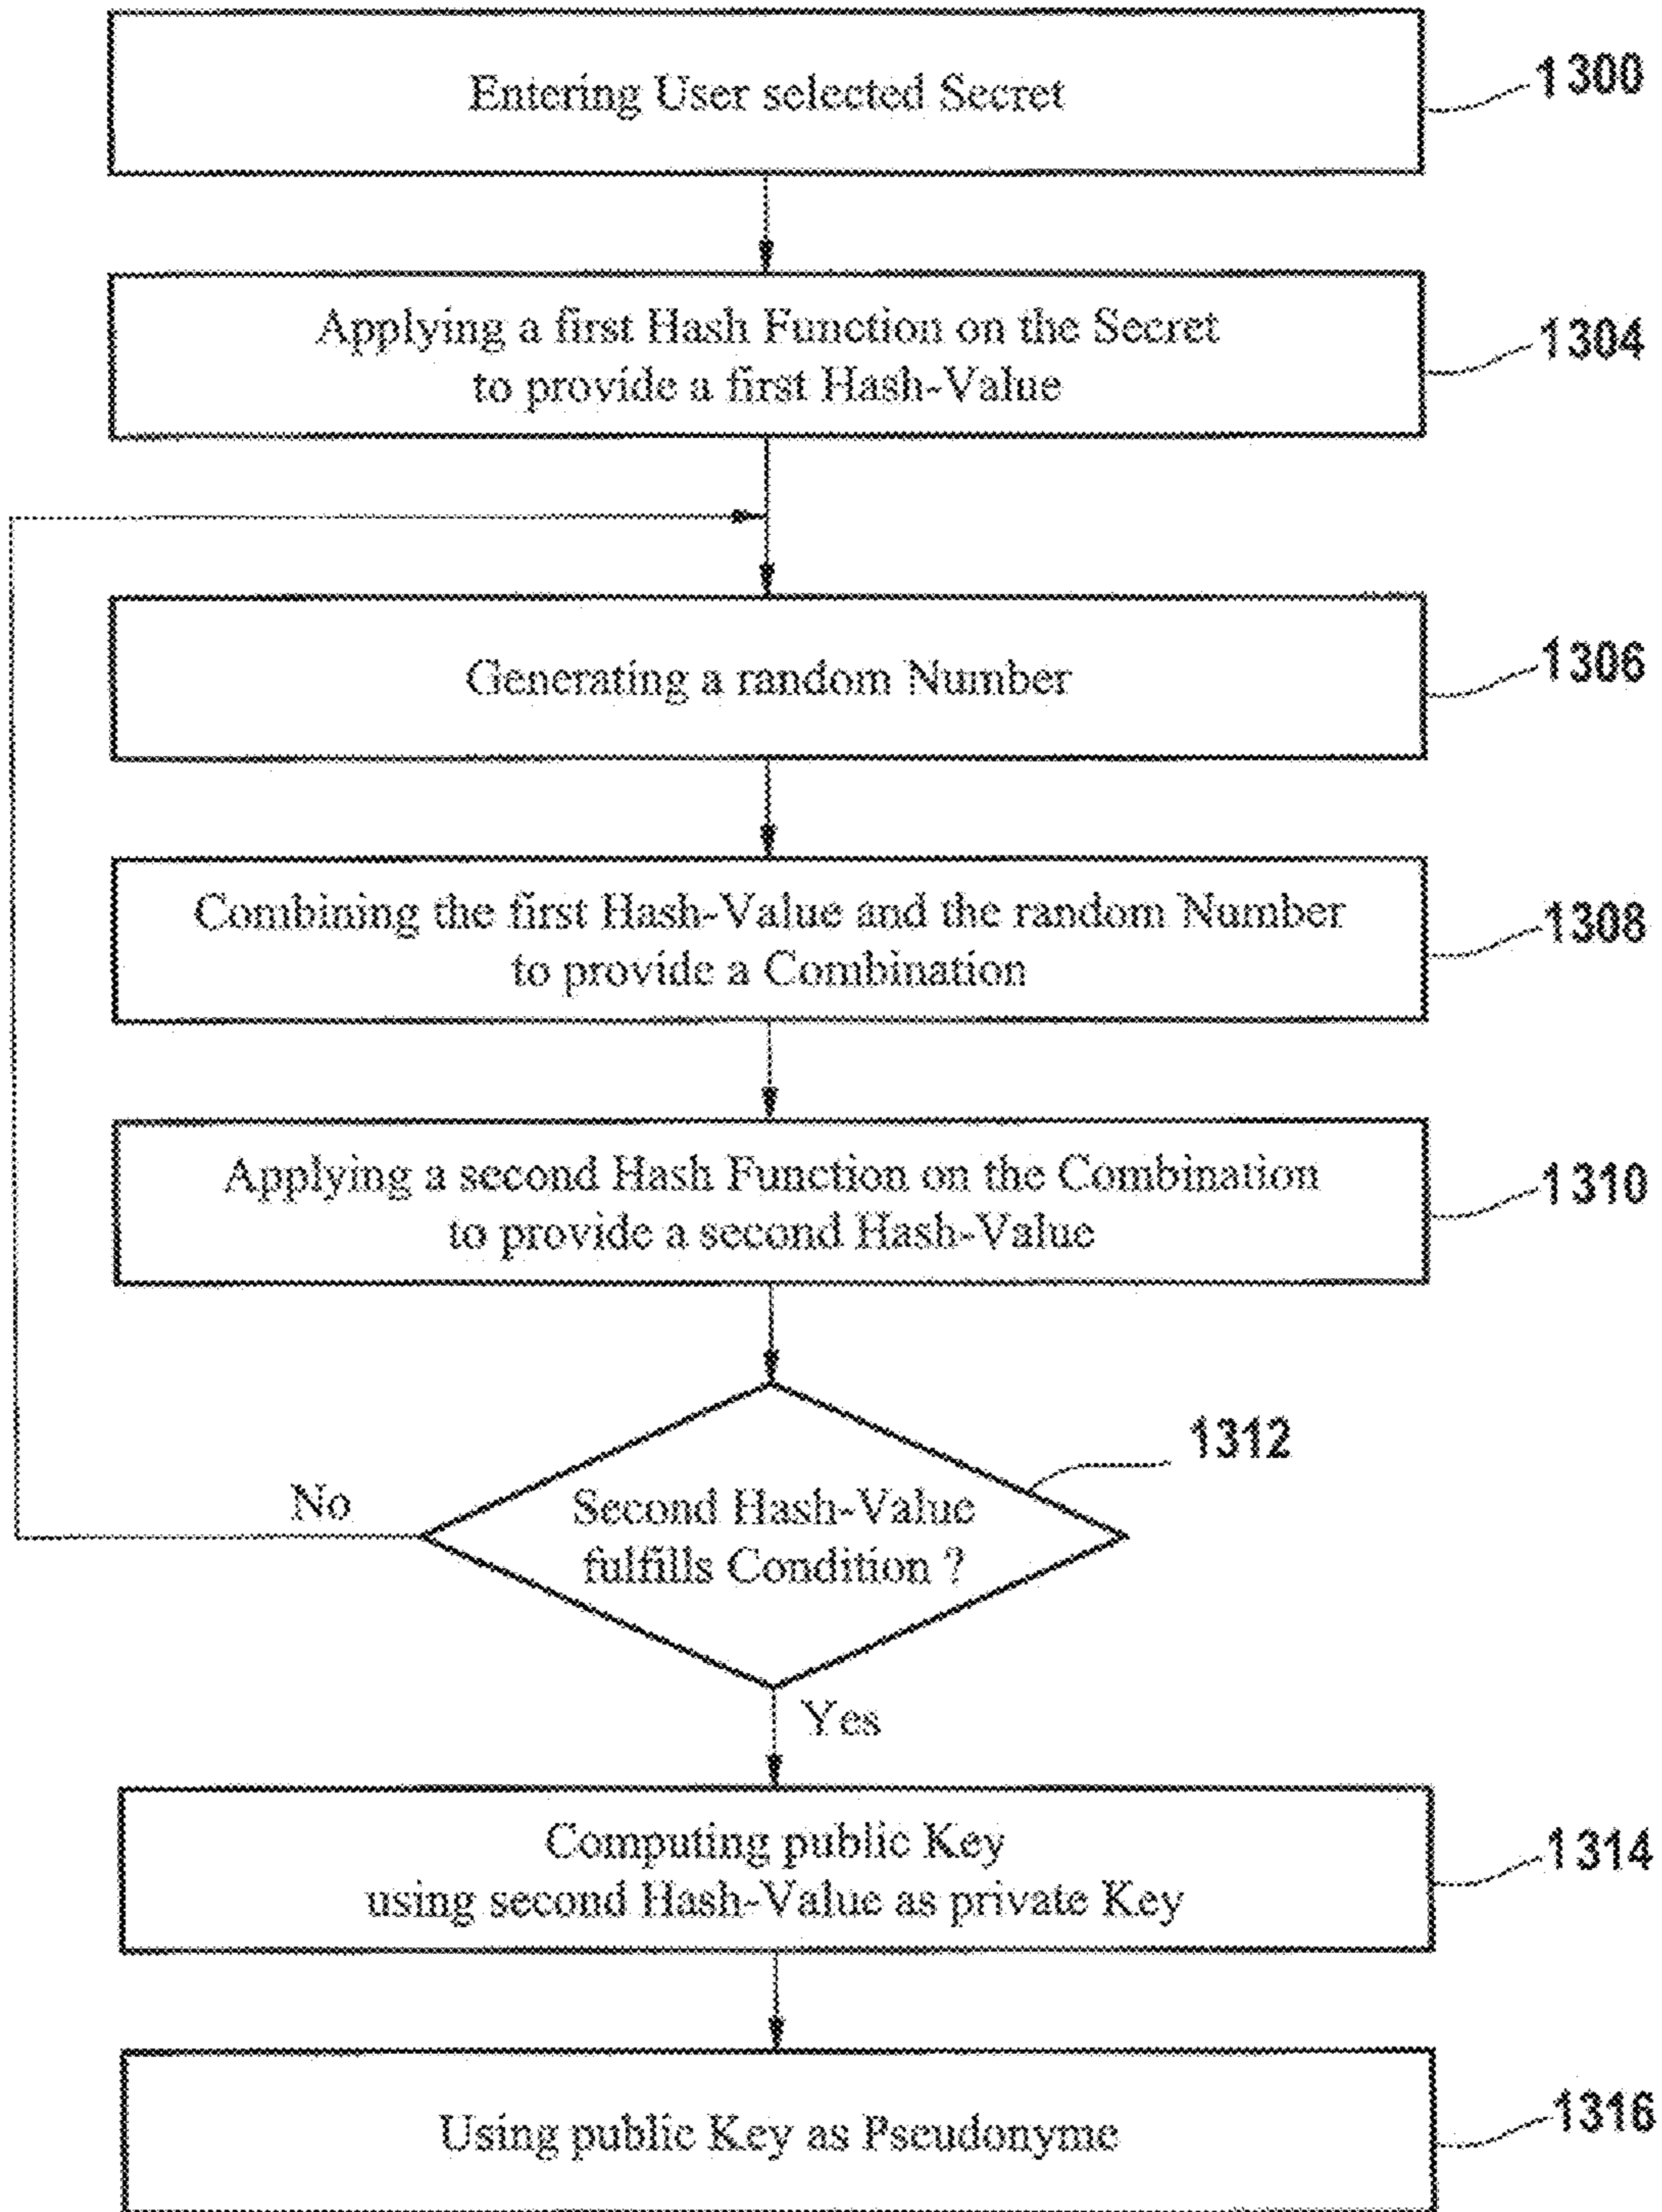 Entering User selected Secret
1300
Applying a first Hash Function on the Secret
to provide a first Hash-Value
1304
Generating a random Number
1306
Combining the first Hash-Value and the random Number
to provide a Combination
1308
Applying a second Hash Function on the Combination
to provide a second Hash-Value
1310
1312
No
Second Hash-Value
fulfills Condition ?
Yes
Computing public Key
using second Hash-Value as private Key
1314
Using public Key as Pseudonyme
1316